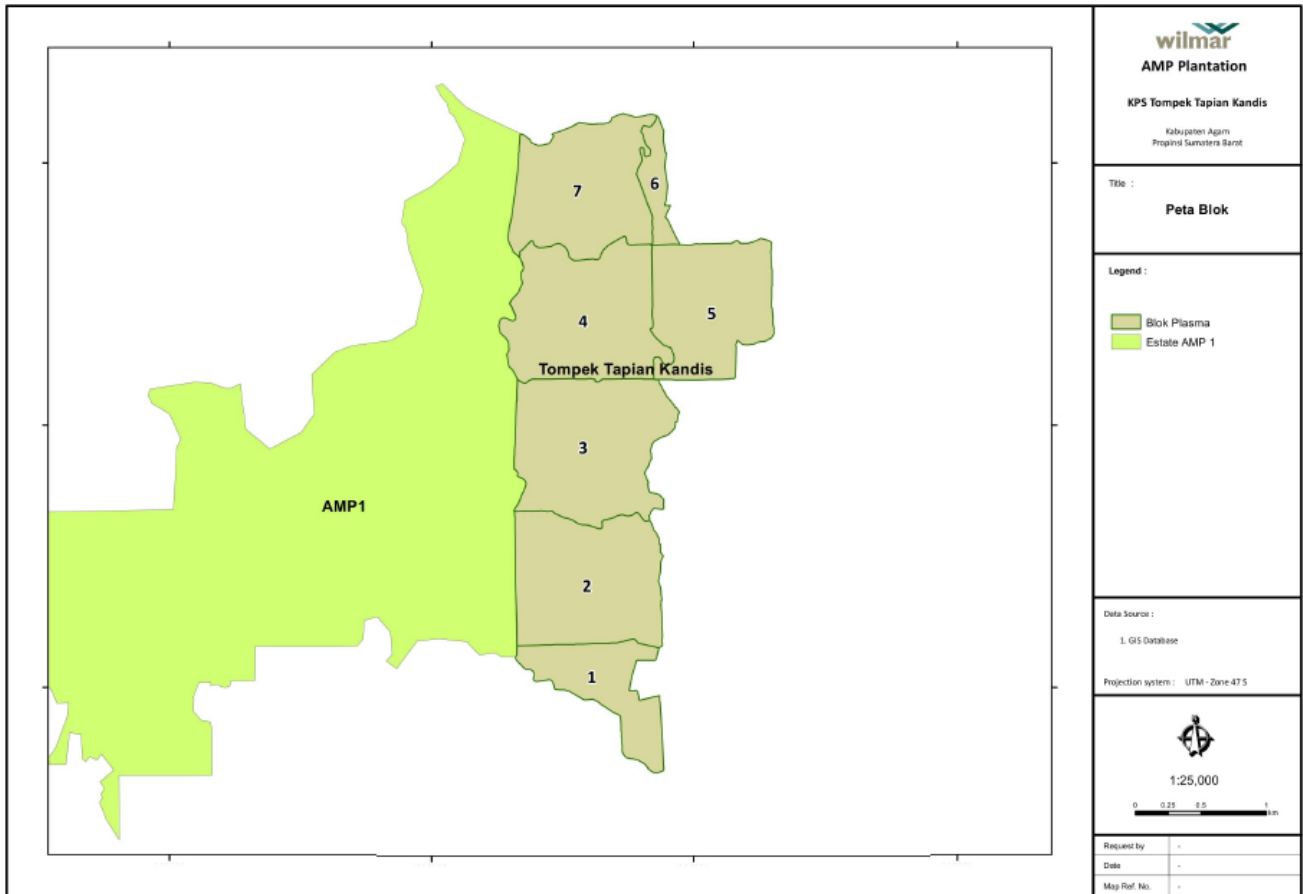 wilmar
AMP Plantation
KPS Tompek Tapian Kandis
Kabupaten Agam
Propinsi Sumatera Barat
Title :
Peta Blok
Legend :
Blok Plasma
Estate AMP 1
Data Source :
1. GIS Database
Projection system : UTM - Zone 47 S
1:25,000
0 0.25 0.5 1
km
Request by -
Date -
Map Ref. No. -
7
6
4
5
Tompek Tapian Kandis
3
AMP1
2
1